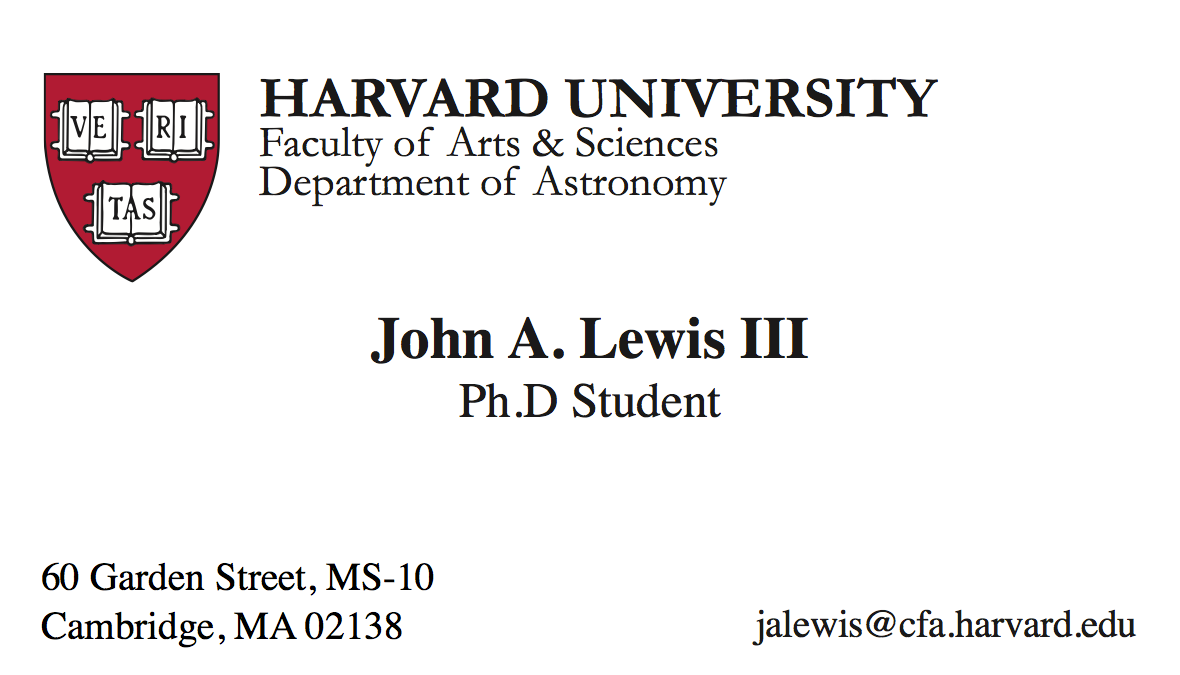 VE RI
TAS
HARVARD UNIVERSITY
Faculty of Arts & Sciences
Department of Astronomy
John A. Lewis III
Ph.D Student
60 Garden Street, MS-10
Cambridge, MA 02138
jalewis@cfa.harvard.edu